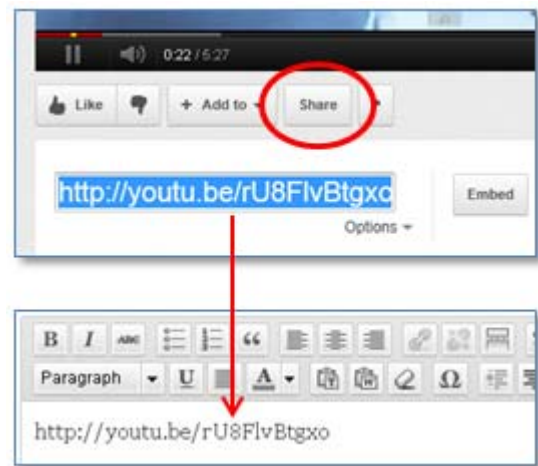 0:22 / 5:27
Like + Add to Share
http://youtu.be/rU8FlvBtgxo
Embed
Options
B I ABC
Paragraph U A Ω
http://youtu.be/rU8FlvBtgxo